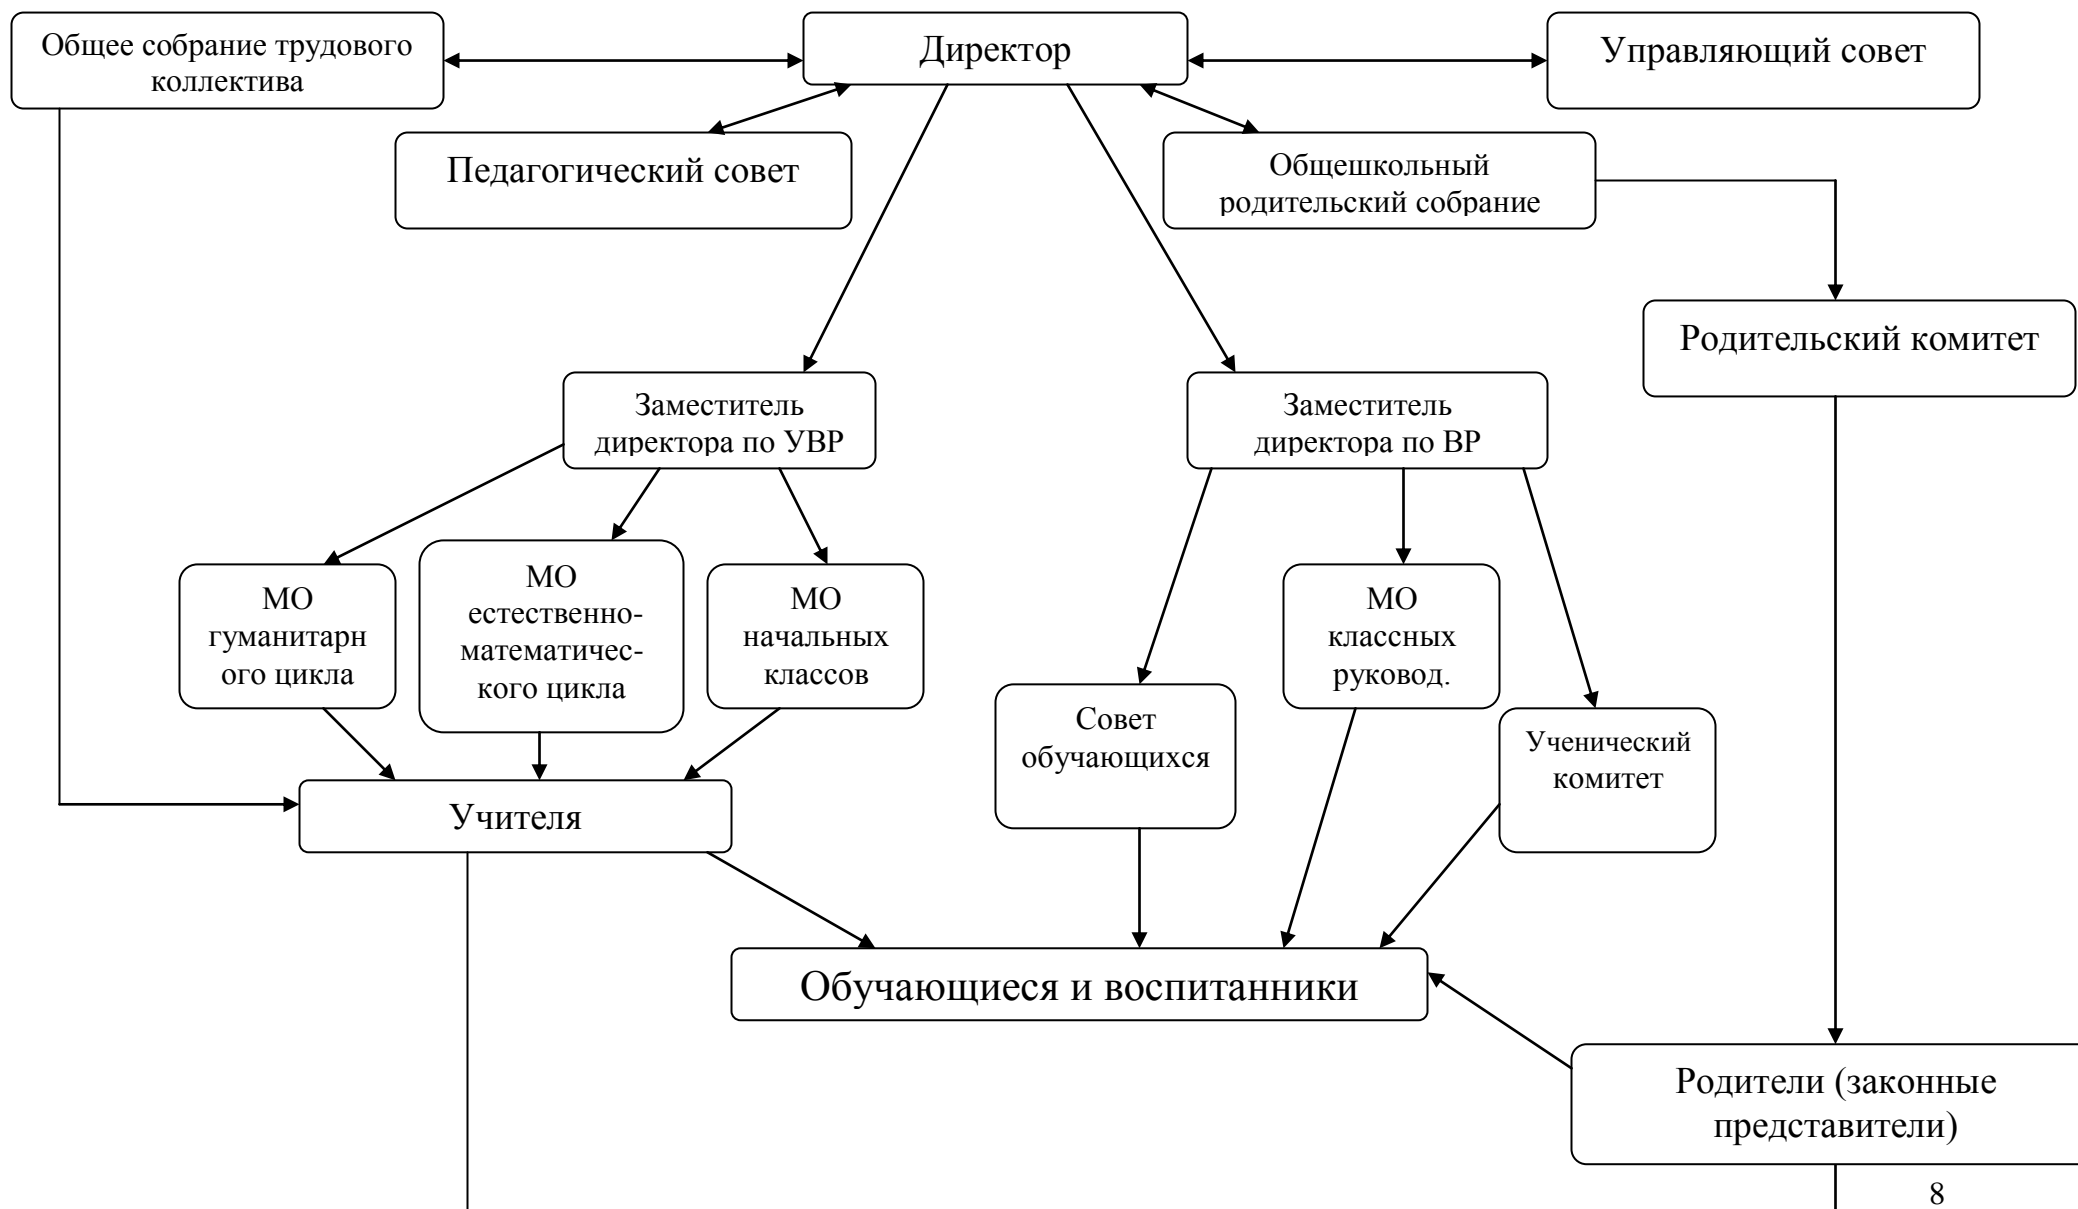 Общее собрание трудового
коллектива
Директор
Управляющий совет
Педагогический совет
Общешкольный
родительский собрание
Родительский комитет
Заместитель
директора по УВР
Заместитель
директора по ВР
МО
гуманитарн
ого цикла
МО
естественно-
математичес-
кого цикла
МО
начальных
классов
МО
классных
руковод.
Совет
обучающихся
Ученический
комитет
Учителя
Обучающиеся и воспитанники
Родители (законные
представители)
8